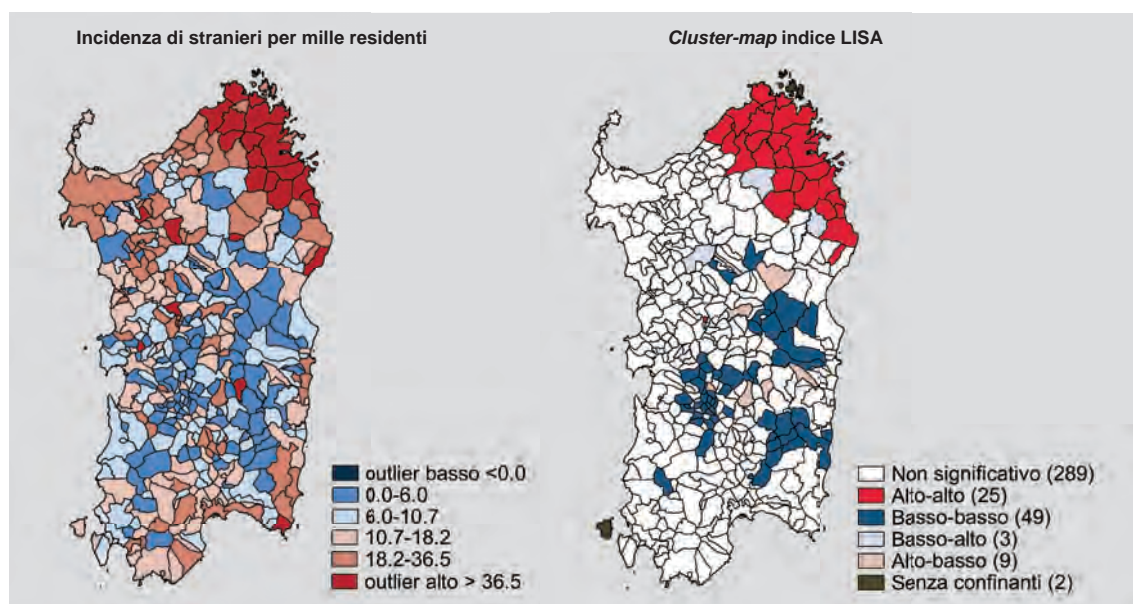 Incidenza di stranieri per mille residenti
Cluster-map indice LISA
outlier basso <0.0
0.0-6.0
6.0-10.7
10.7-18.2
18.2-36.5
outlier alto > 36.5
Non significativo (289)
Alto-alto (25)
Basso-basso (49)
Basso-alto (3)
Alto-basso (9)
Senza confinanti (2)